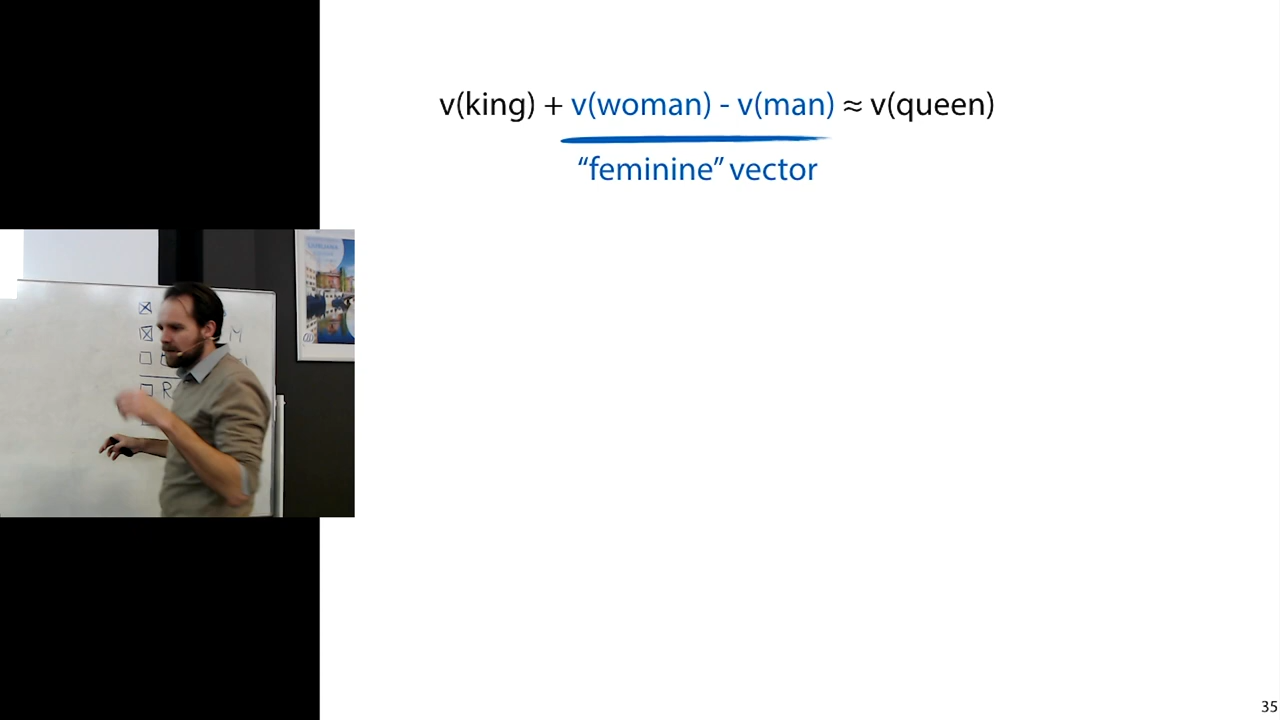 v(king) + v(woman) - v(man) ≈ v(queen)
“feminine” vector
M
R
35